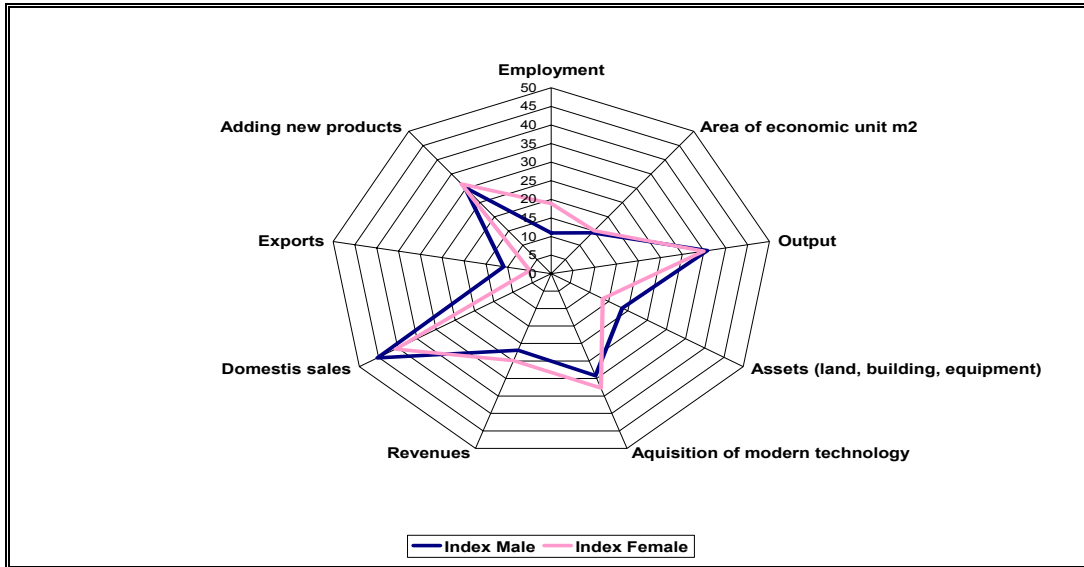 Employment
50
45
40
35
30
25
20
15
10
5
0
Adding new products
Area of economic unit m2
Exports
Output
Domestis sales
Assets (land, building, equipment)
Revenues
Aquisition of modern technology
Index Male
Index Female